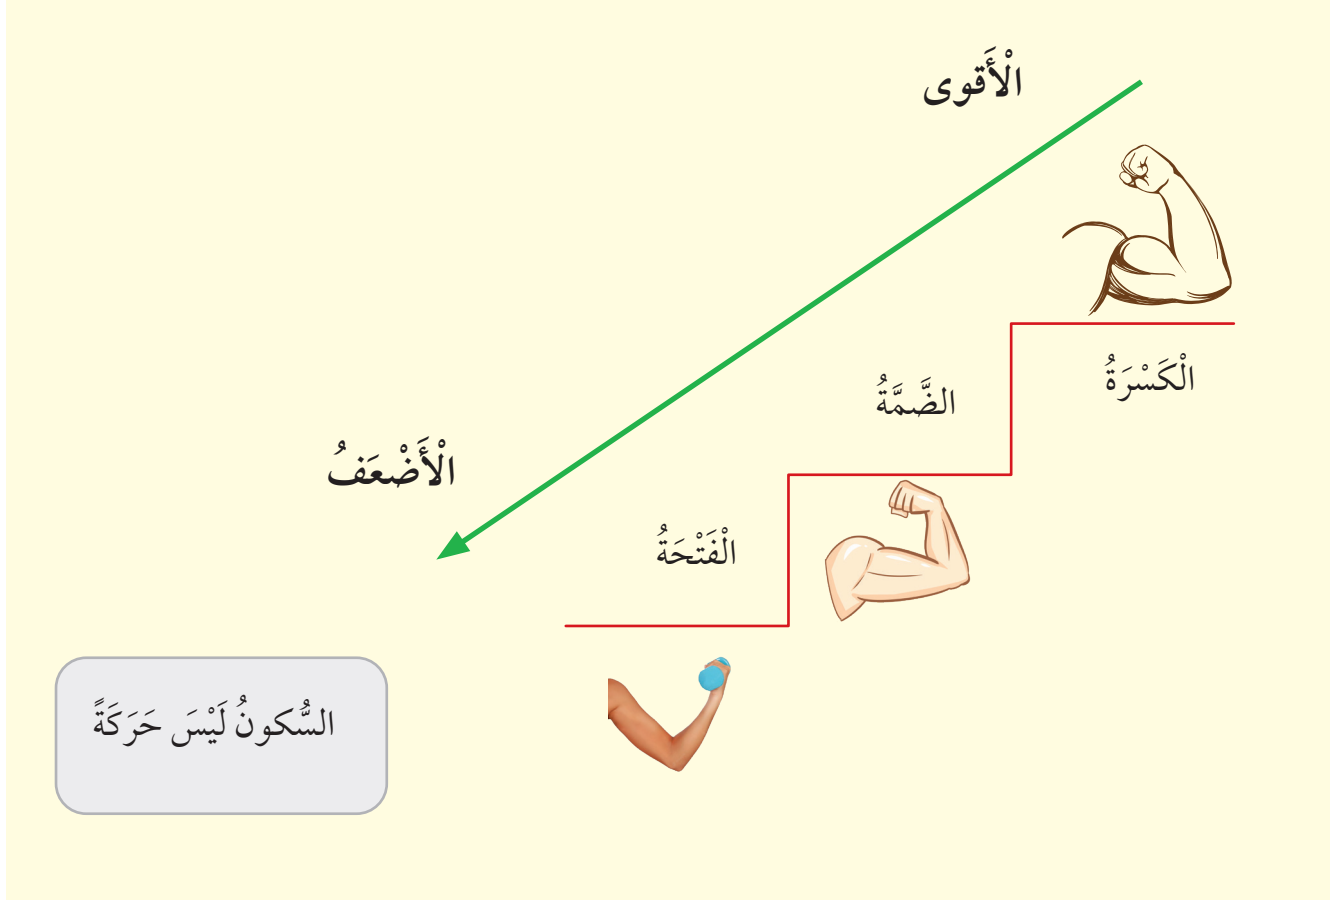 الْأَقوى
الْكَسْرَةُ
الضَّمَّةُ
الْأَضْعَفُ
الْفَتْحَةُ
السُّكونُ لَيْسَ حَرَكَةً